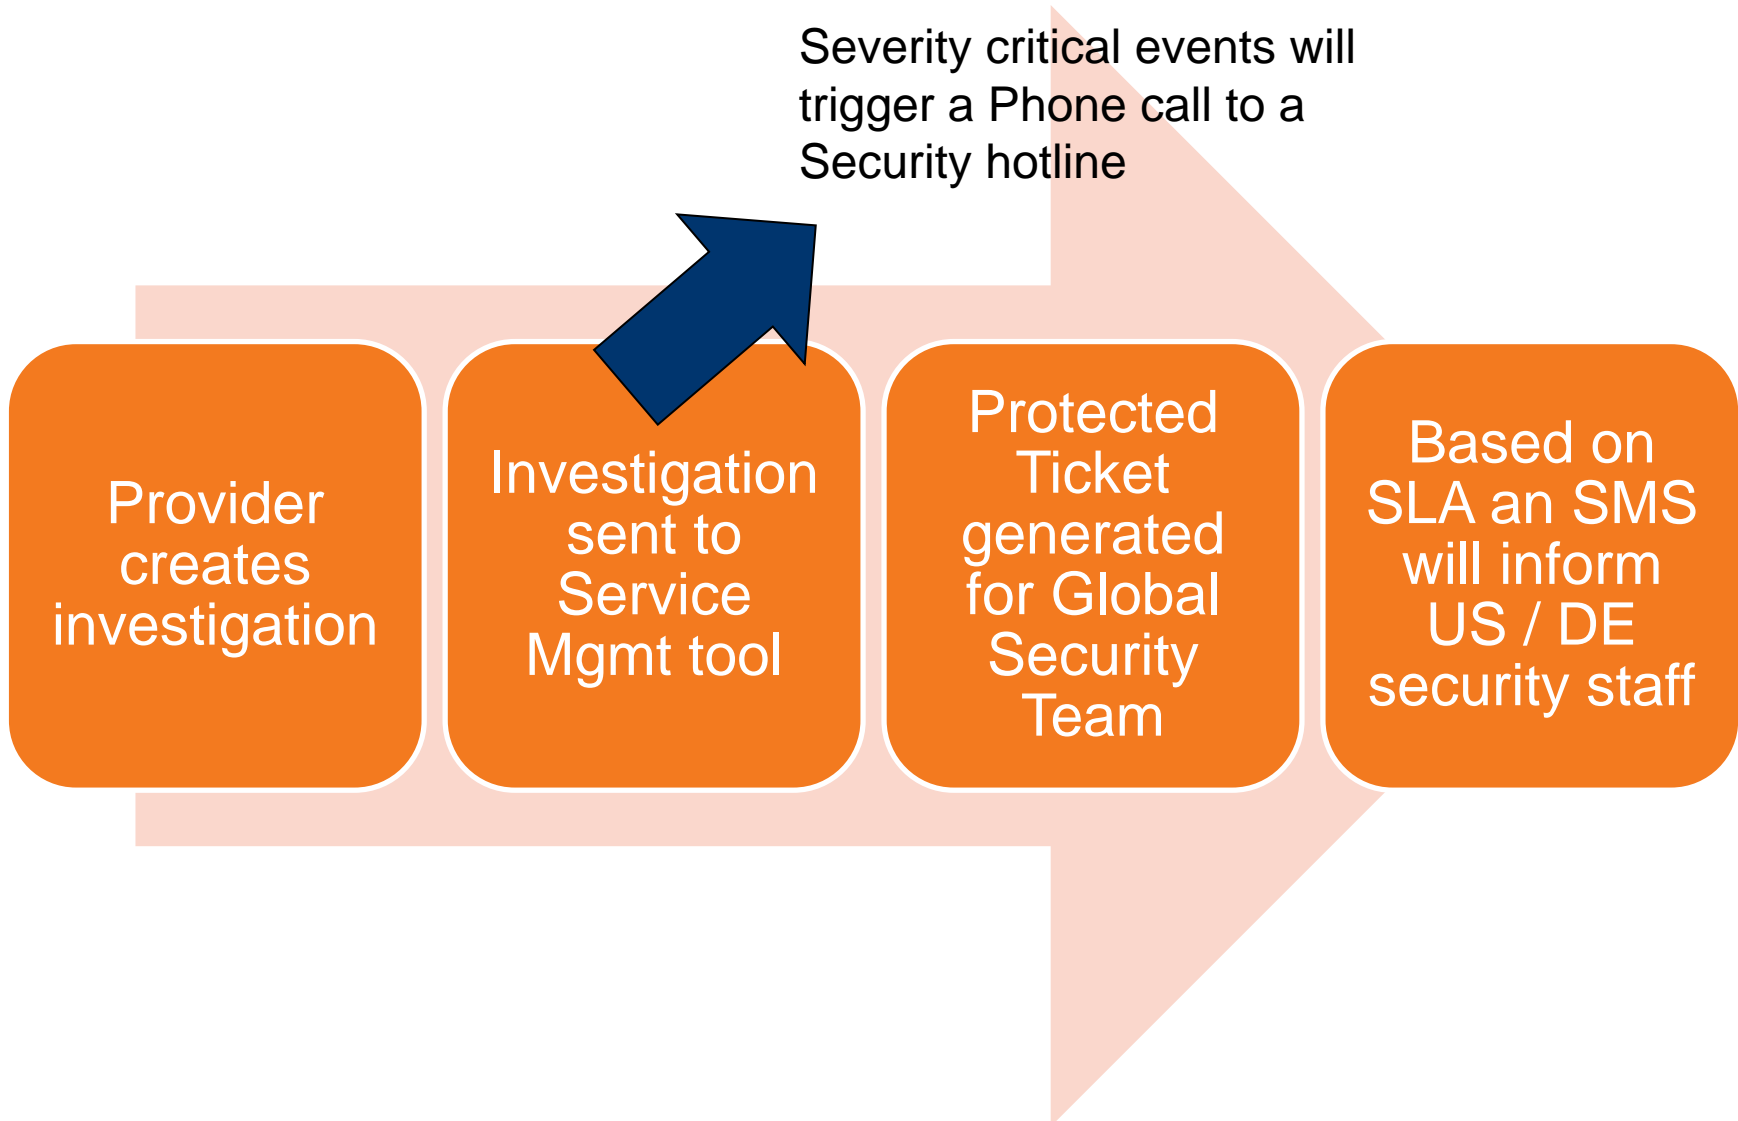 Severity critical events will
trigger a Phone call to a
Security hotline
Provider
creates
investigation
Investigation
sent to
Service
Mgmt tool
Protected
Ticket
generated
for Global
Security
Team
Based on
SLA an SMS
will inform
US / DE
security staff